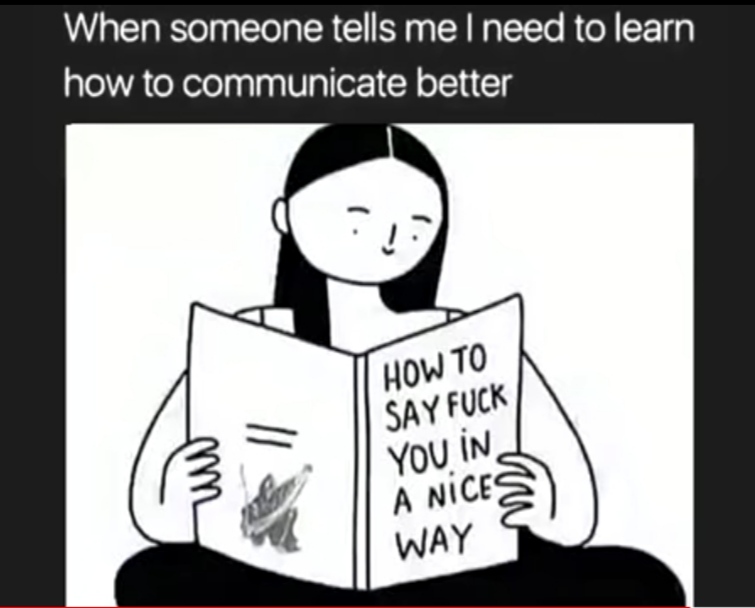 When someone tells me I need to learn
how to communicate better
HOW TO
SAY FUCK
YOU iN
A NiCE
WAY